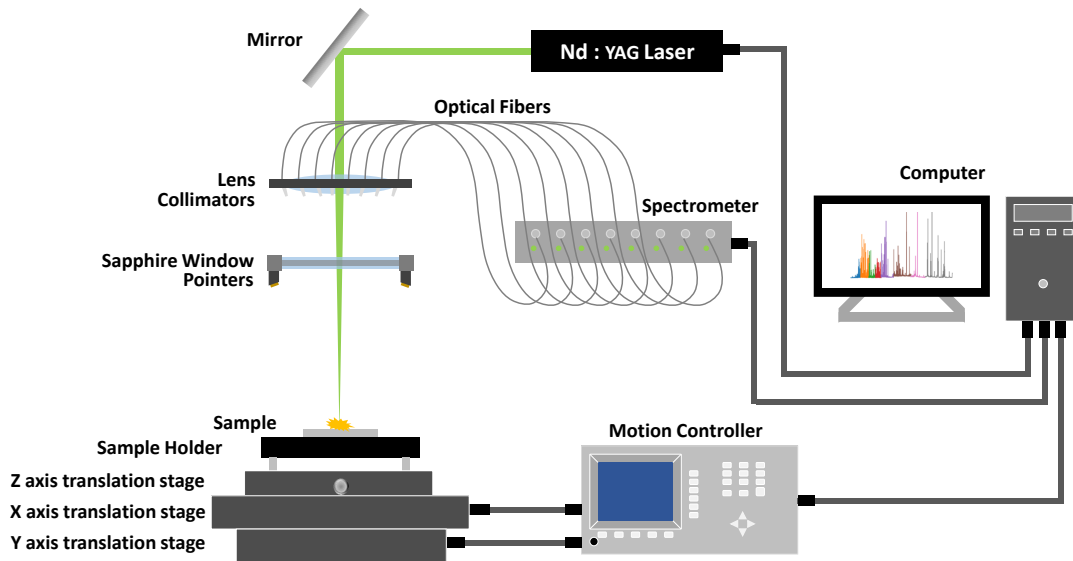 Mirror
Nd : YAG Laser
Optical Fibers
Lens
Collimators
Computer
Spectrometer
Sapphire Window
Pointers
Sample
Motion Controller
Sample Holder
Z axis translation stage
X axis translation stage
Y axis translation stage